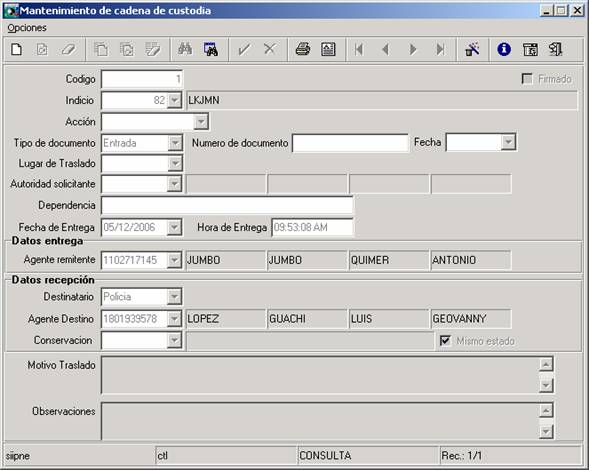 Mantenimiento de cadena de custodia
Opciones
Codigo 1 Firmado
Indicio 82 LKJMN
Acción
Tipo de documento Entrada Numero de documento Fecha
Lugar de Traslado
Autoridad solicitante
Dependencia
Fecha de Entrega 05/12/2006 Hora de Entrega 09:53:08 AM
Datos entrega
Agente remitente 1102717145 JUMBO JUMBO QUIMER ANTONIO
Datos recepción
Destinatario Policia
Agente Destino 1801939578 LOPEZ GUACHI LUIS GEOVANNY
Conservacion Mismo estado
Motivo Traslado
Observaciones
siipne ctl CONSULTA Rec.: 1/1